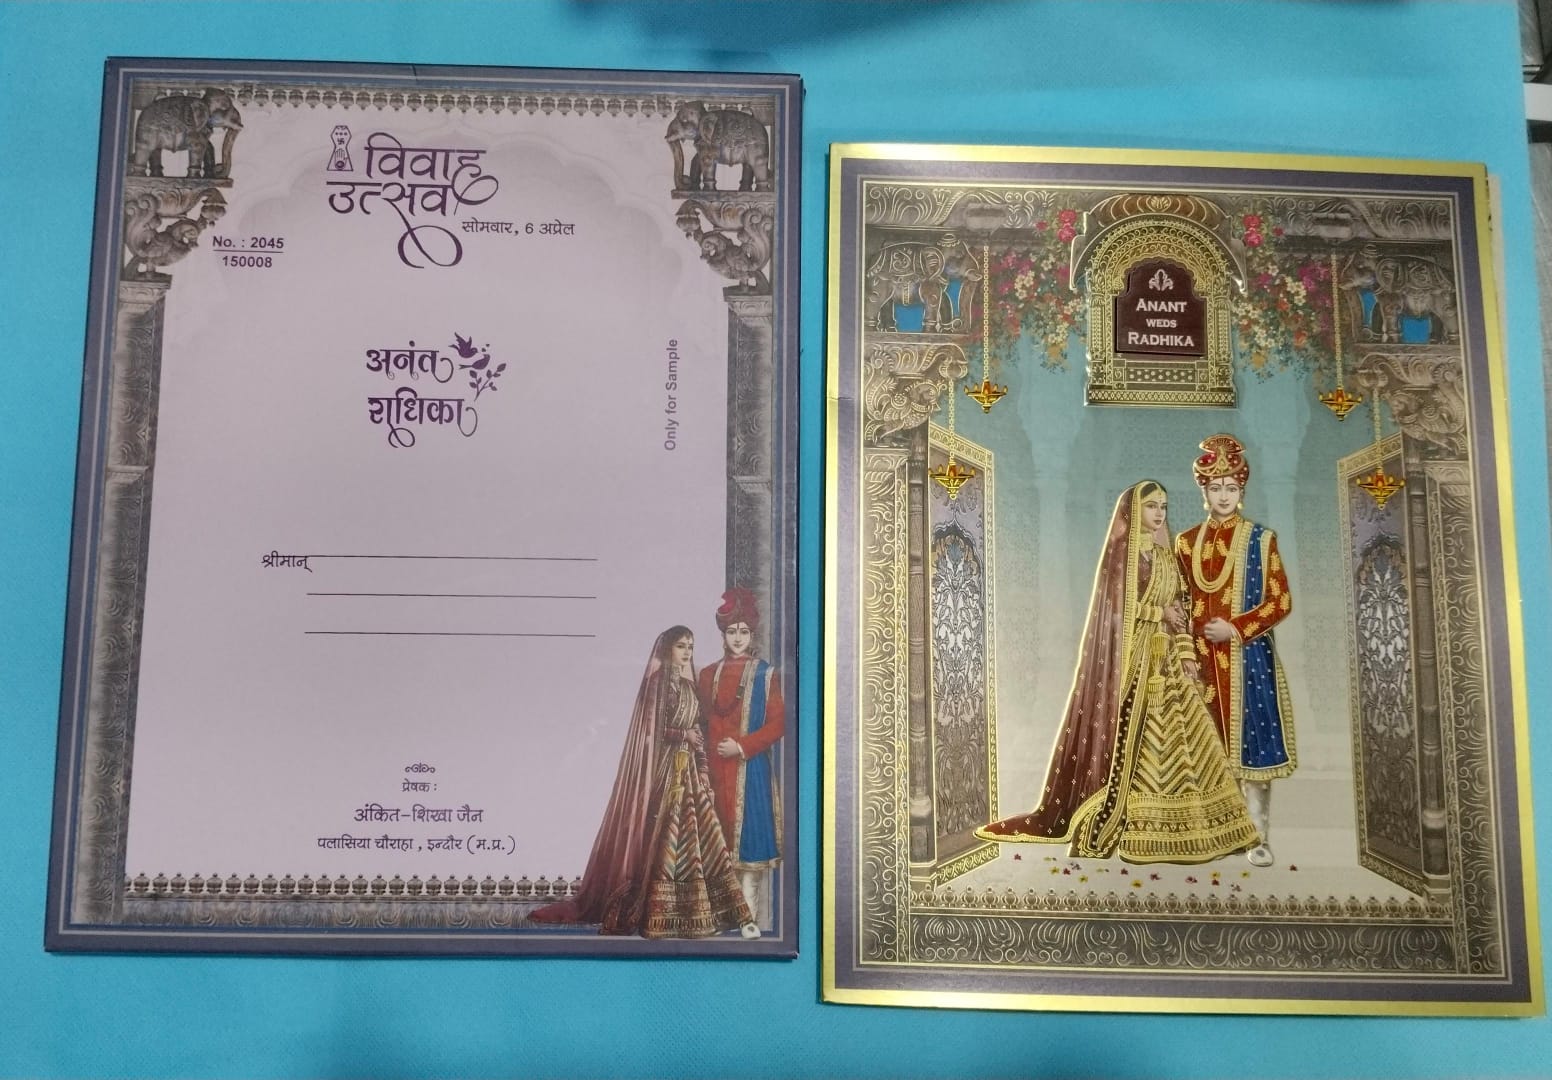 विवाह
उत्सव
सोमवार, 6 अप्रेल
No. : 2045
150008
अनंत
राधिका
Only for Sample
श्रीमान्
प्रेषक :
अंकित-शिखा जैन
पलासिया चौराहा, इन्दौर (म.प्र.)
ANANT
WEDS
RADHIKA